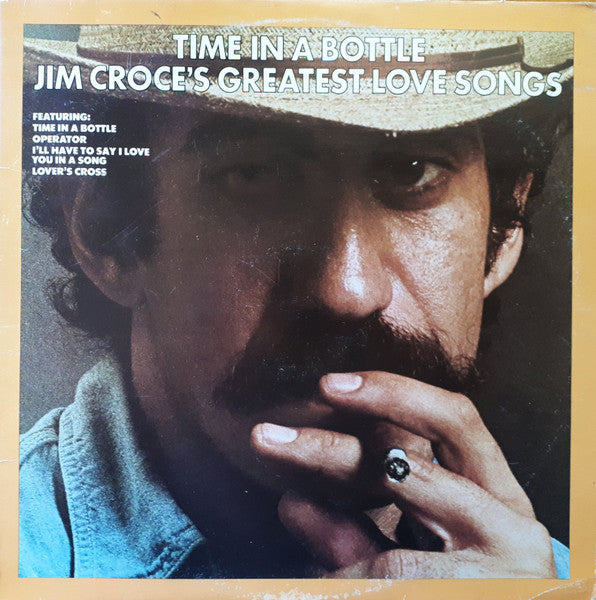 TIME IN A BOTTLE
JIM CROCE'S GREATEST LOVE SONGS
FEATURING:
TIME IN A BOTTLE
OPERATOR
I'LL HAVE TO SAY I LOVE
YOU IN A SONG
LOVER'S CROSS